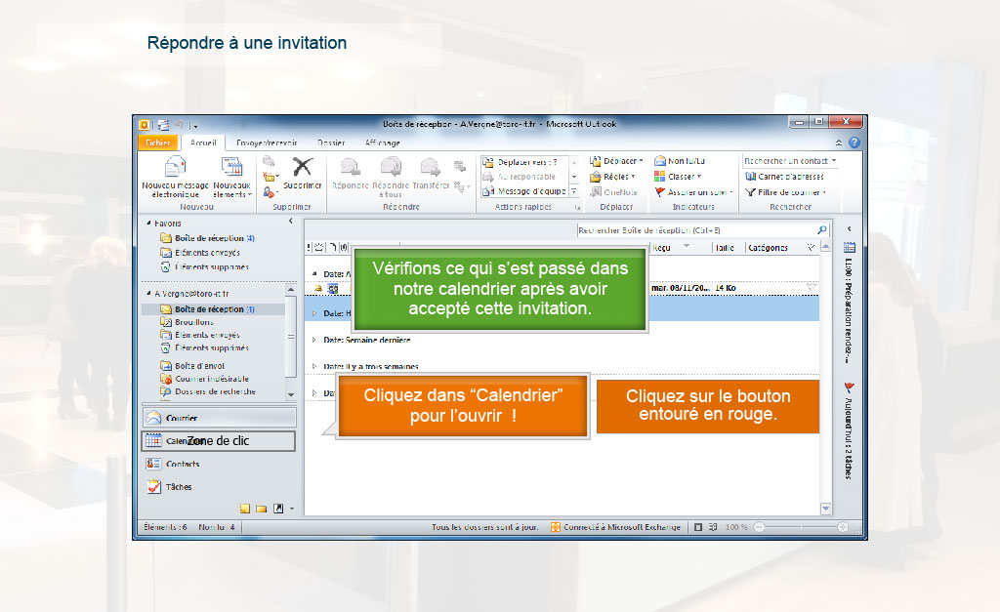 Répondre à une invitation
Boîte de réception - A.Vergne@toro-it.fr - Microsoft Outlook
Fichier Accueil Envoyer/recevoir Dossier Affichage
Nouveau message électronique
Nouveaux éléments
Nouveau
Supprimer
Supprimer
Répondre Répondre à tous Transférer
Répondre
Déplacer vers : ?
Au responsable
Message d'équipe
Actions rapides
Déplacer
Règles
OneNote
Déplacer
Non lu/Lu
Classer
Assurer un suivi
Indicateurs
Rechercher un contact
Carnet d'adresses
Filtre de courrier
Rechercher
Favoris
Boîte de réception (4)
Éléments envoyés
Éléments supprimés
A.Vergne@toro-it.fr
Boîte de réception (1)
Brouillons
Éléments envoyés
Éléments supprimés
Boîte d'envoi
Courrier indésirable
Dossiers de recherche
Courrier
Zone de clic
Contacts
Tâches
Rechercher Boîte de réception (Ctrl+E)
Reçu Taille Catégories
Date: A
mar. 08/11/20... 14 Ko
Date: H
Date: Semaine dernière
Date: Il y a trois semaines
Vérifions ce qui s'est passé dans
notre calendrier après avoir
accepté cette invitation.
Cliquez dans “Calendrier”
pour l'ouvrir !
Cliquez sur le bouton
entouré en rouge.
11:00 : Préparation rendez-...
Aujourd'hui : 2 tâches
Éléments : 6 Non lu : 4
Tous les dossiers sont à jour. Connecté à Microsoft Exchange 100 %